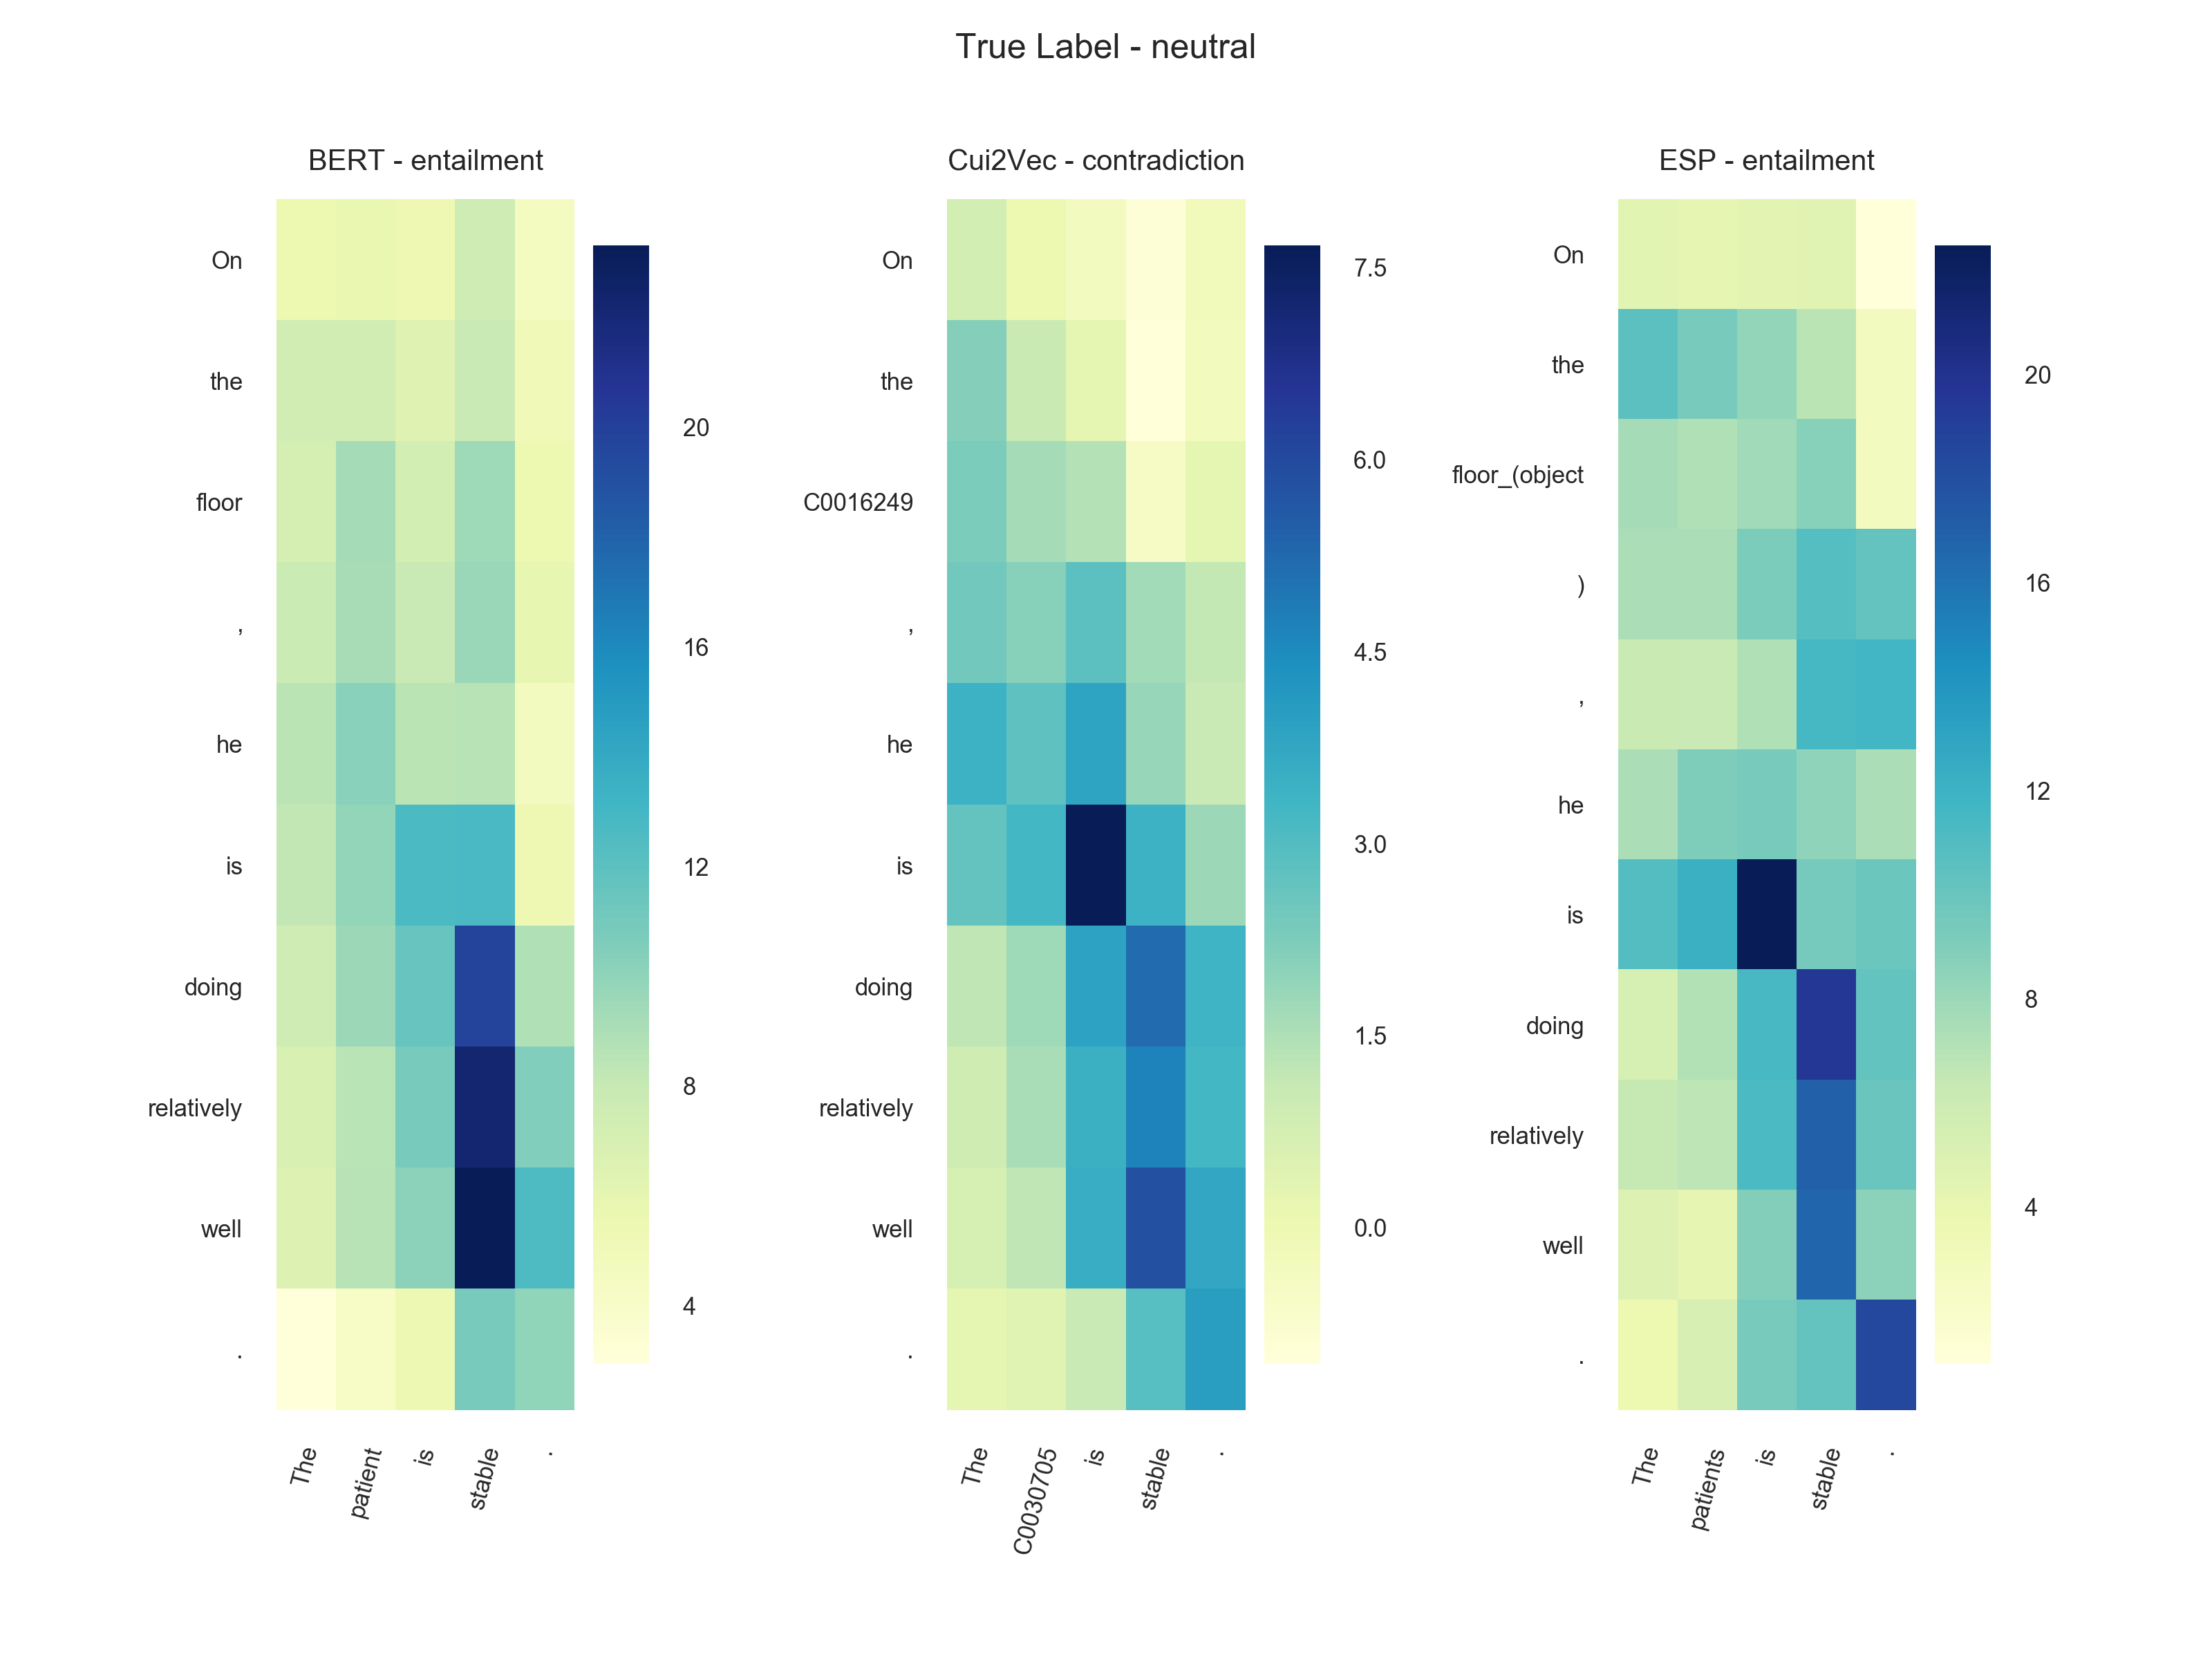 True Label - neutral
BERT - entailment
On
the
floor
,
he
is
doing
relatively
well
.
The
patient
is
stable
.
20
16
12
8
4
Cui2Vec - contradiction
On
the
C0016249
,
he
is
doing
relatively
well
.
The
C0030705
is
stable
.
7.5
6.0
4.5
3.0
1.5
0.0
ESP - entailment
On
the
floor_(object
)
,
he
is
doing
relatively
well
.
The
patients
is
stable
.
20
16
12
8
4